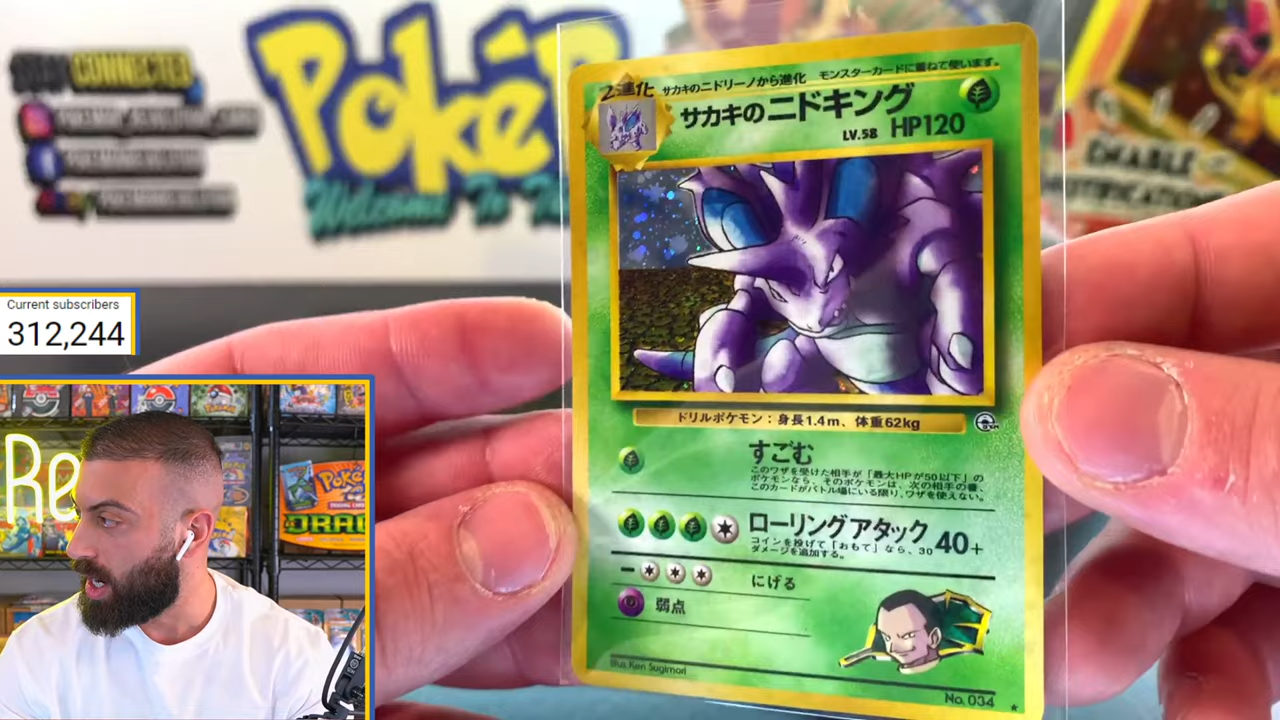 STAY CONNECTED
Poké
Welcome To
ENABLE
NOTIFICATIONS
Current subscribers
312,244
Re
Poké
DRAG
2進化
サカキのニドリーノから進化 モンスターカードに重ねて使います。
サカキのニドキング
LV.58 HP120
ドリルポケモン：身長1.4m、体重62kg
すごむ
このワザを受けた相手が「最大HPが50以下」の
ポケモンなら、そのポケモンは、次の相手の番、
このカードがバトル場にいる限り、ワザを使えない。
ローリングアタック 40+
コインを投げて「おもて」なら、30
ダメージを追加する。
にげる
弱点
Illus. Ken Sugimori
No. 034